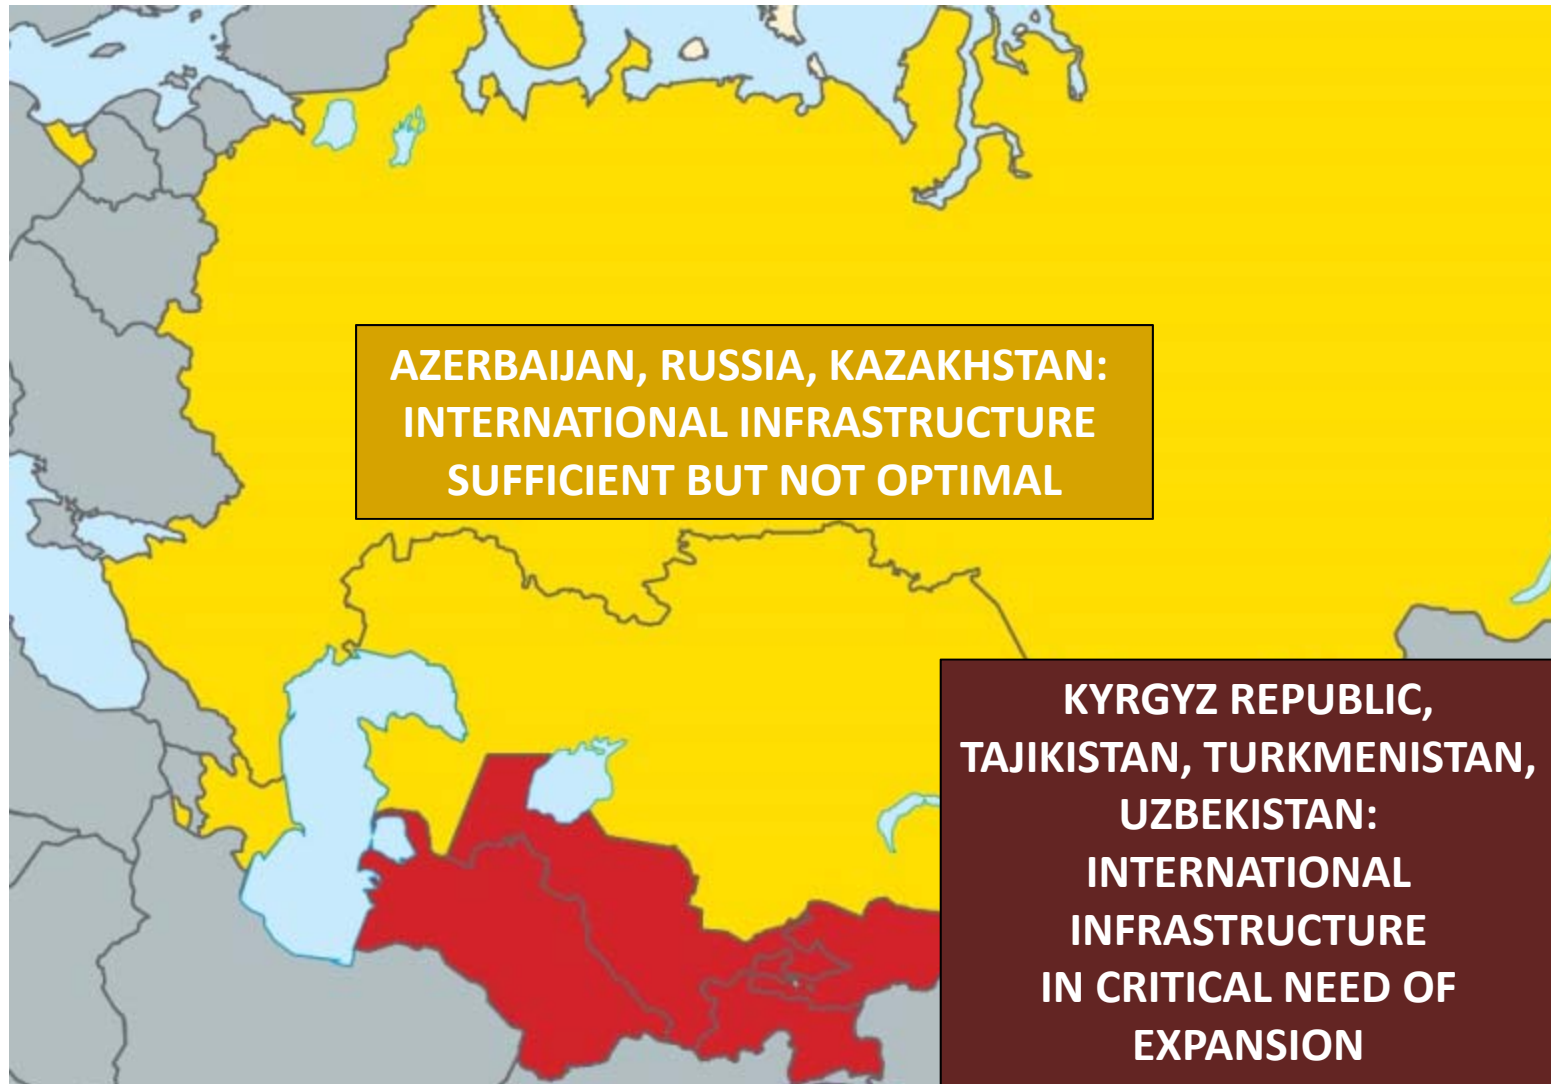 AZERBAIJAN, RUSSIA, KAZAKHSTAN:
INTERNATIONAL INFRASTRUCTURE
SUFFICIENT BUT NOT OPTIMAL
KYRGYZ REPUBLIC,
TAJIKISTAN, TURKMENISTAN,
UZBEKISTAN:
INTERNATIONAL
INFRASTRUCTURE
IN CRITICAL NEED OF
EXPANSION